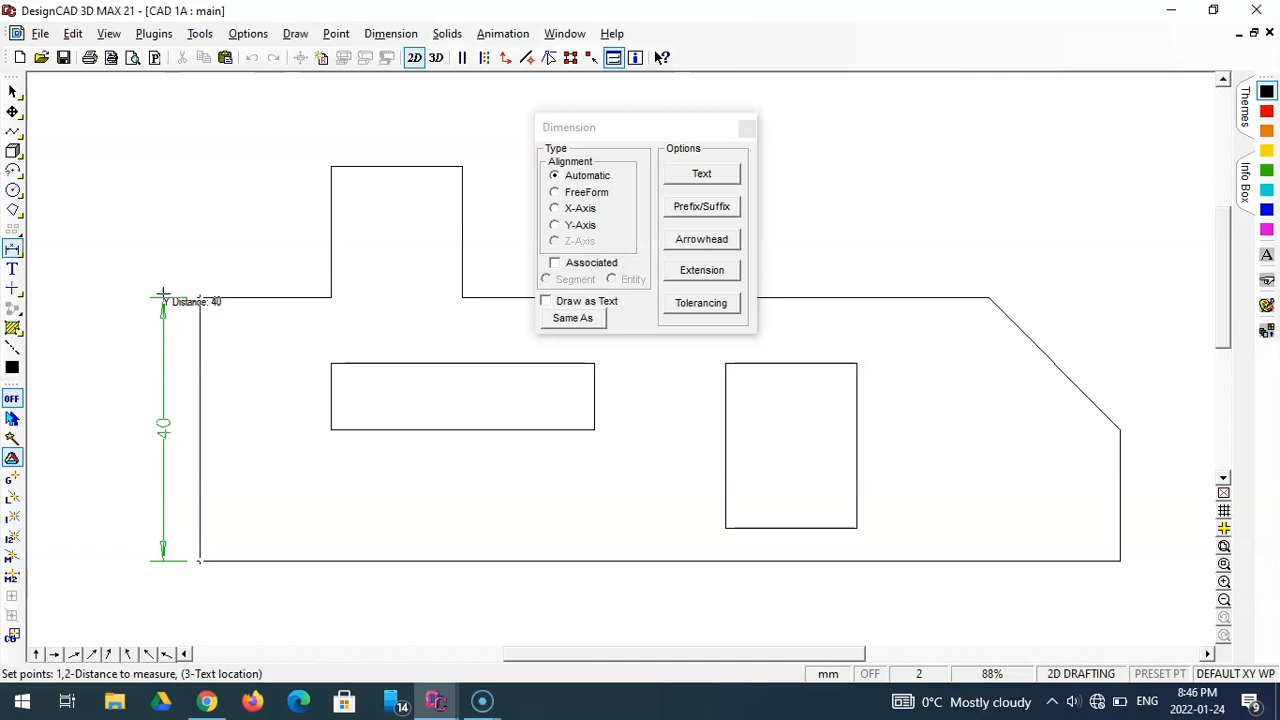 DesignCAD 3D MAX 21 - [CAD 1A : main]
File Edit View Plugins Tools Options Draw Point Dimension Solids Animation Window Help
2D 3D
Dimension
Type
Options
Alignment
Automatic
FreeForm
X-Axis
Y-Axis
Z-Axis
Associated
Segment Entity
Draw as Text
Same As
Text
Prefix/Suffix
Arrowhead
Extension
Tolerancing
Y Distance: 40
40
Themes
Info Box
OFF
Set points: 1,2-Distance to measure, (3-Text location)
mm OFF 2 88% 2D DRAFTING PRESET PT DEFAULT XY WP
14
0°C Mostly cloudy
ENG
8:46 PM
2022-01-24
9